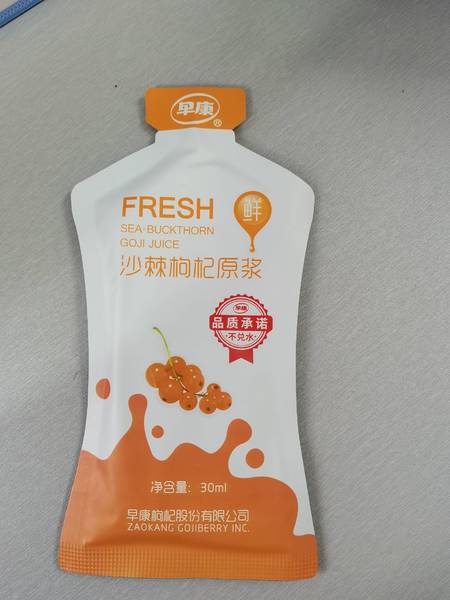 早康®
FRESH
鲜
SEA-BUCKTHORN
GOJI JUICE
沙棘枸杞原浆
早康
品质承诺
不兑水
净含量: 30ml
早康枸杞股份有限公司
ZAOKANG GOJIBERRY INC.